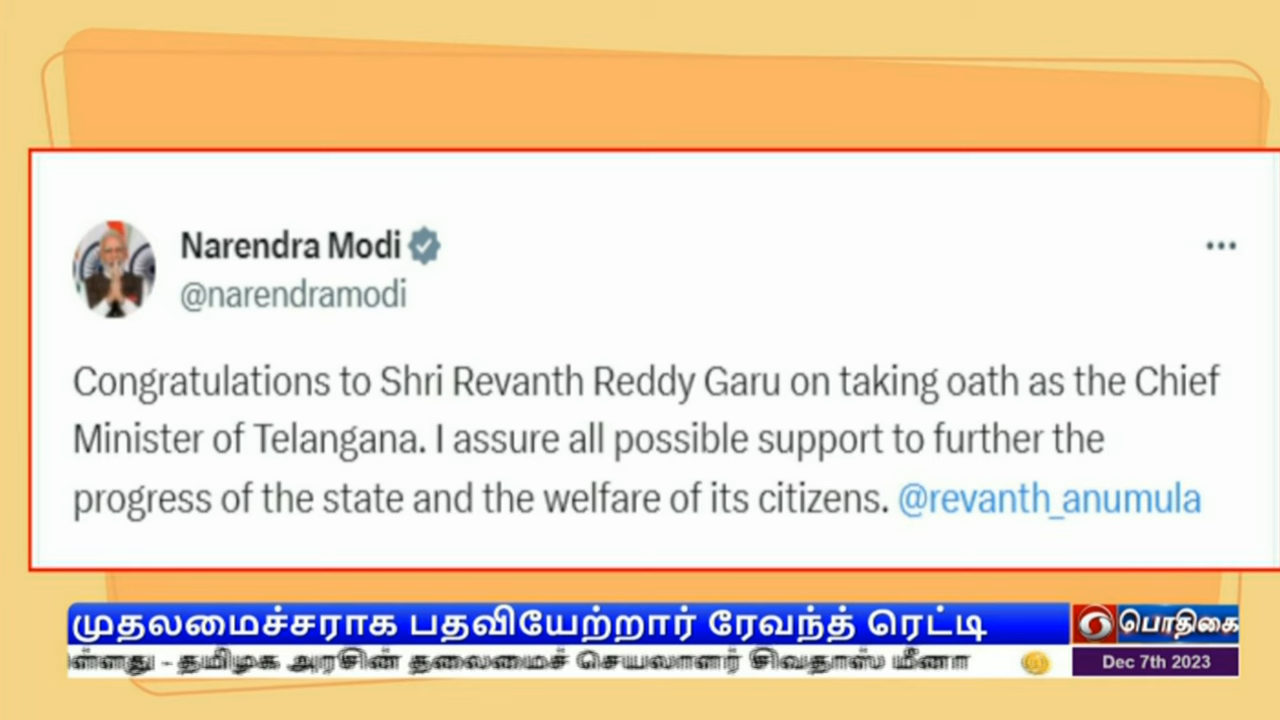 Narendra Modi
@narendramodi
Congratulations to Shri Revanth Reddy Garu on taking oath as the Chief
Minister of Telangana. I assure all possible support to further the
progress of the state and the welfare of its citizens. @revanth_anumula
முதலமைச்சராக பதவியேற்றார் ரேவந்த் ரெட்டி
பொதிகை
- தமிழக அரசின் தலைமைச் செயலாளர் சிவதாஸ் மீனா
Dec 7th 2023